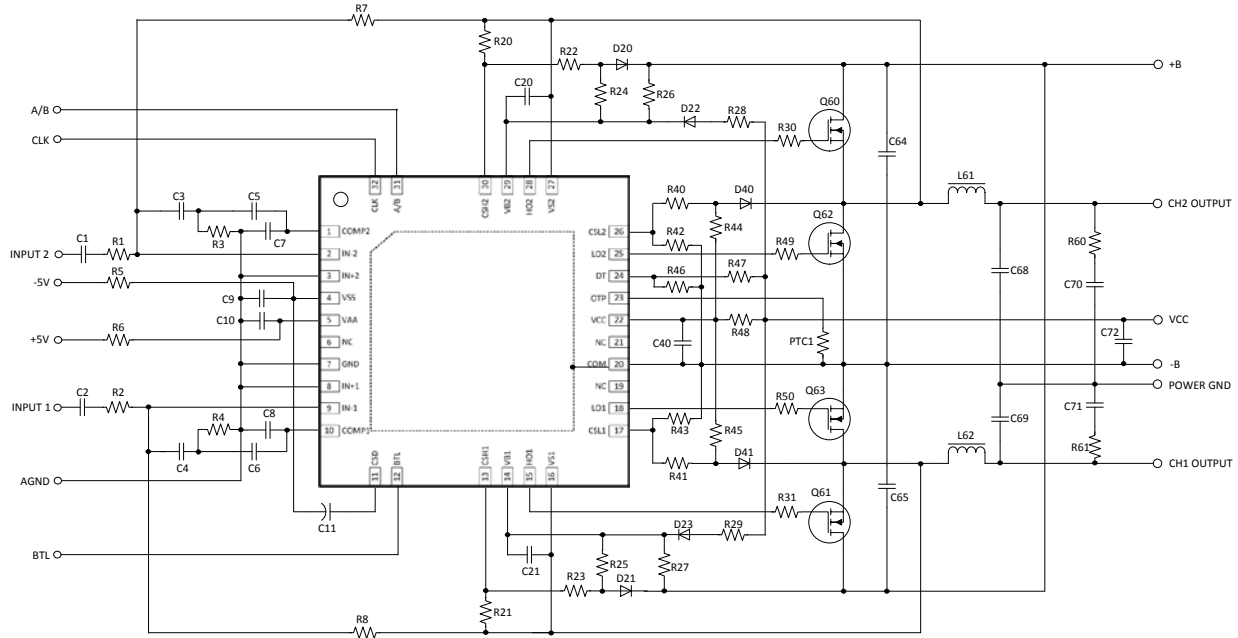 R7
R20
R22
D20
+B
C20
R24
R26
D22
R28
Q60
A/B
CLK
R30
C64
32
31
30
29
28
27
CLK
A/B
CSH2
VB2
HO2
VS2
L61
C3
C5
R40
D40
CH2 OUTPUT
R3
C7
1 COMP2
CSL2 26
R42
R44
Q62
INPUT 2
C1
R1
2 IN-2
LO2 25
R49
R60
-5V
R5
3 IN+2
DT 24
R46
R47
C68
C70
C9
4 VSS
OTP 23
C10
5 VAA
VCC 22
R48
VCC
+5V
R6
6 NC
NC 21
C40
PTC1
C72
7 GND
COM 20
-B
8 IN+1
NC 19
POWER GND
INPUT 1
C2
R2
9 IN-1
LO1 18
R50
Q63
C69
C71
R4
C8
10 COMP1
CSL1 17
R43
R45
L62
R61
C4
C6
R41
D41
CH1 OUTPUT
CSD
BTL
CSH1
VB1
HO1
VS1
11
12
13
14
15
16
AGND
C11
R31
Q61
C65
D23
R29
BTL
C21
R25
R27
R23
D21
R21
R8